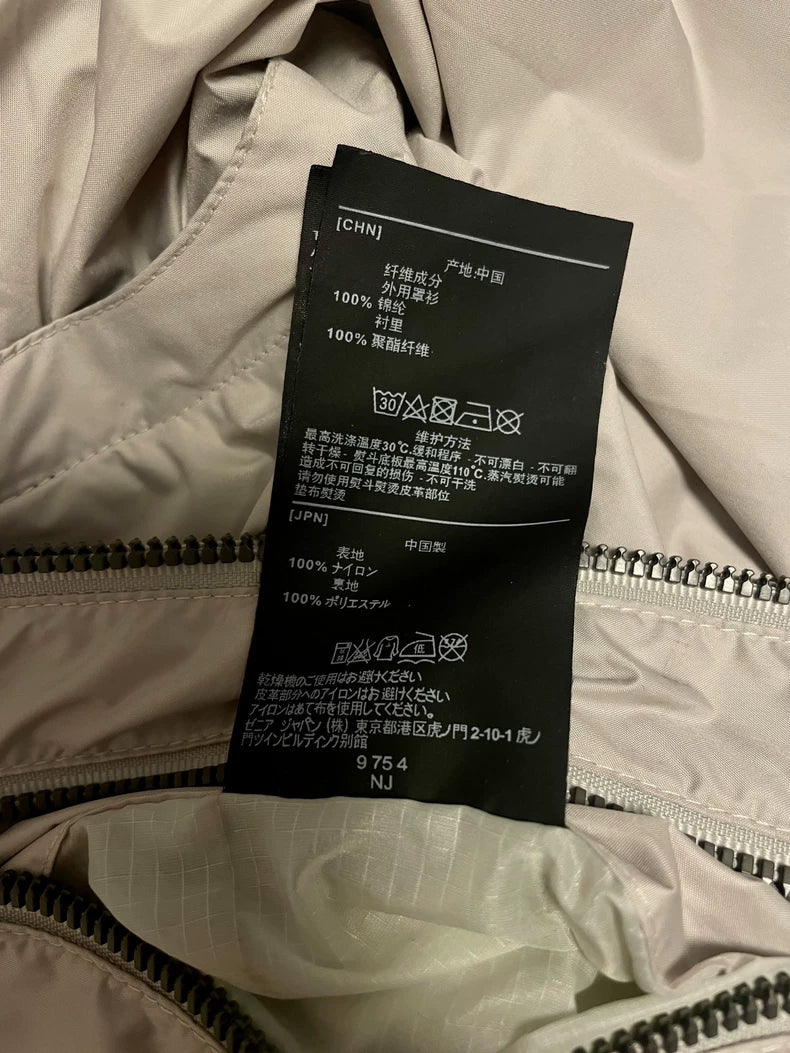 [CHN]
产地:中国
纤维成分
外用罩衫
100% 锦纶
衬里
100% 聚酯纤维
30
维护方法
最高洗涤温度30°C.缓和程序 - 不可漂白 - 不可翻
转干燥 - 熨斗底板最高温度110°C.蒸汽熨烫可能
造成不可回复的损伤 - 不可干洗
请勿使用熨斗熨烫皮革部位
垫布熨烫
[JPN]
中国製
表地
100% ナイロン
裏地
100% ポリエステル
低
乾燥機のご使用はお避けください
皮革部分へのアイロンはお避けください
アイロンはあて布を使用してください。
ゼニア ジャパン (株) 東京都港区虎ノ門2-10-1 虎ノ
門ツインビルディング別館
9 75 4
NJ